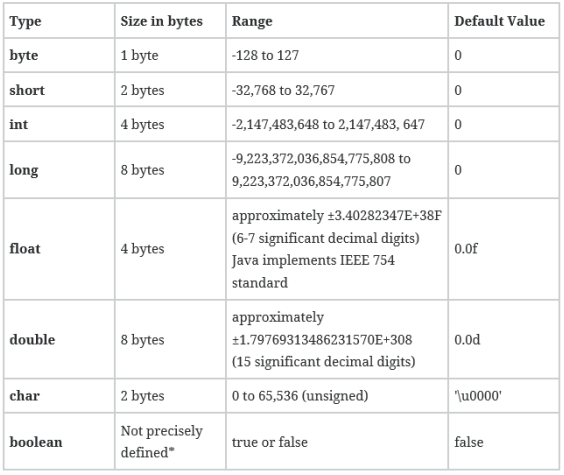 Type Size in bytes Range Default Value
byte 1 byte -128 to 127 0
short 2 bytes -32,768 to 32,767 0
int 4 bytes -2,147,483,648 to 2,147,483, 647 0
long 8 bytes -9,223,372,036,854,775,808 to
9,223,372,036,854,775,807 0
float 4 bytes approximately ±3.40282347E+38F
(6-7 significant decimal digits)
Java implements IEEE 754
standard 0.0f
double 8 bytes approximately
±1.79769313486231570E+308
(15 significant decimal digits) 0.0d
char 2 bytes 0 to 65,536 (unsigned) '\u0000'
boolean Not precisely
defined* true or false false